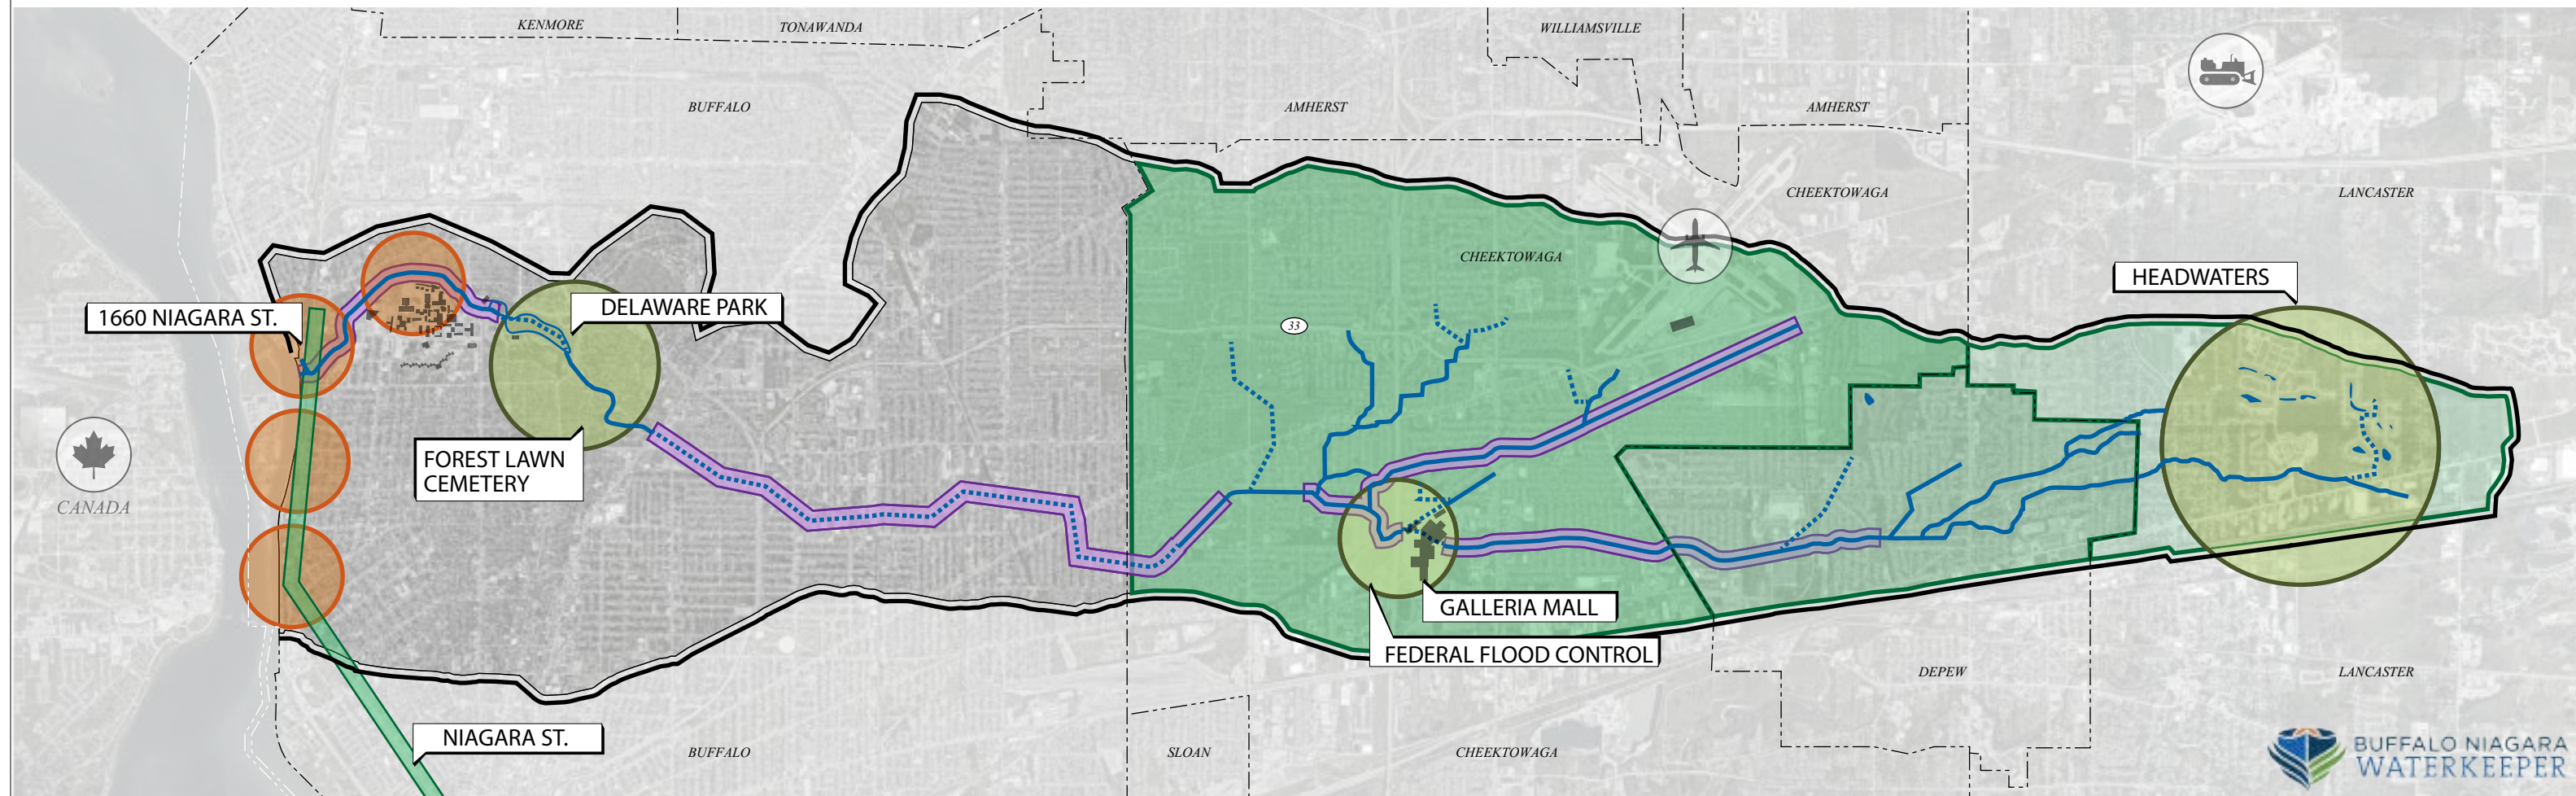 KENMORE
TONAWANDA
WILLIAMSVILLE
BUFFALO
AMHERST
AMHERST
CHEEKTOWAGA
LANCASTER
CHEEKTOWAGA
HEADWATERS
DELAWARE PARK
1660 NIAGARA ST.
33
FOREST LAWN
CEMETERY
CANADA
GALLERIA MALL
FEDERAL FLOOD CONTROL
DEPEW
LANCASTER
NIAGARA ST.
BUFFALO
SLOAN
CHEEKTOWAGA
BUFFALO NIAGARA
WATERKEEPER